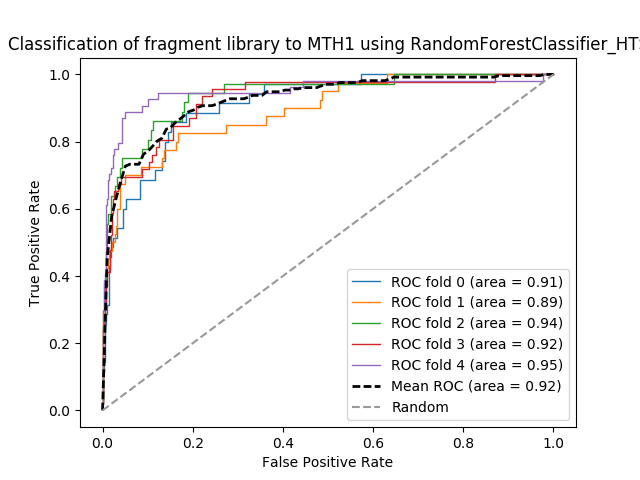 Classification of fragment library to MTH1 using RandomForestClassifier_HTS
1.0
0.8
0.6
0.4
0.2
0.0
True Positive Rate
ROC fold 0 (area = 0.91)
ROC fold 1 (area = 0.89)
ROC fold 2 (area = 0.94)
ROC fold 3 (area = 0.92)
ROC fold 4 (area = 0.95)
Mean ROC (area = 0.92)
Random
0.0 0.2 0.4 0.6 0.8 1.0
False Positive Rate